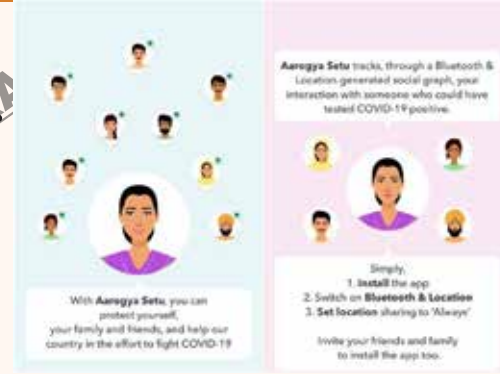 With Aarogya Setu, you can
protect yourself,
your family and friends, and help our
country in the effort to fight COVID-19
Aarogya Setu tracks, through a Bluetooth &
Location generated social graph, your
interaction with someone who could have
tested COVID-19 positive.
Simply,
1. Install the app
2. Switch on Bluetooth & Location
3. Set location sharing to 'Always'
Invite your friends and family
to install the app too.